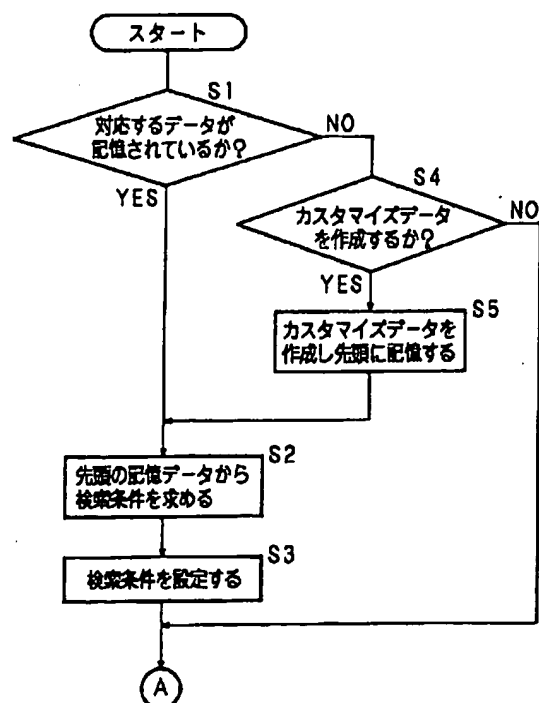 スタート
S1
対応するデータが
記憶されているか?
NO
YES
S4
カスタマイズデータ
を作成するか?
NO
YES
S5
カスタマイズデータを
作成し先頭に記憶する
S2
先頭の記憶データから
検索条件を求める
S3
検索条件を設定する
A